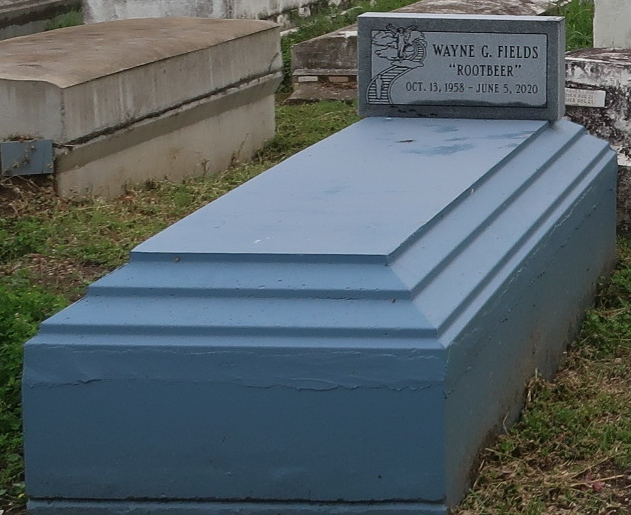 WAYNE G. FIELDS
"ROOTBEER"
OCT. 13, 1958 - JUNE 5, 2020